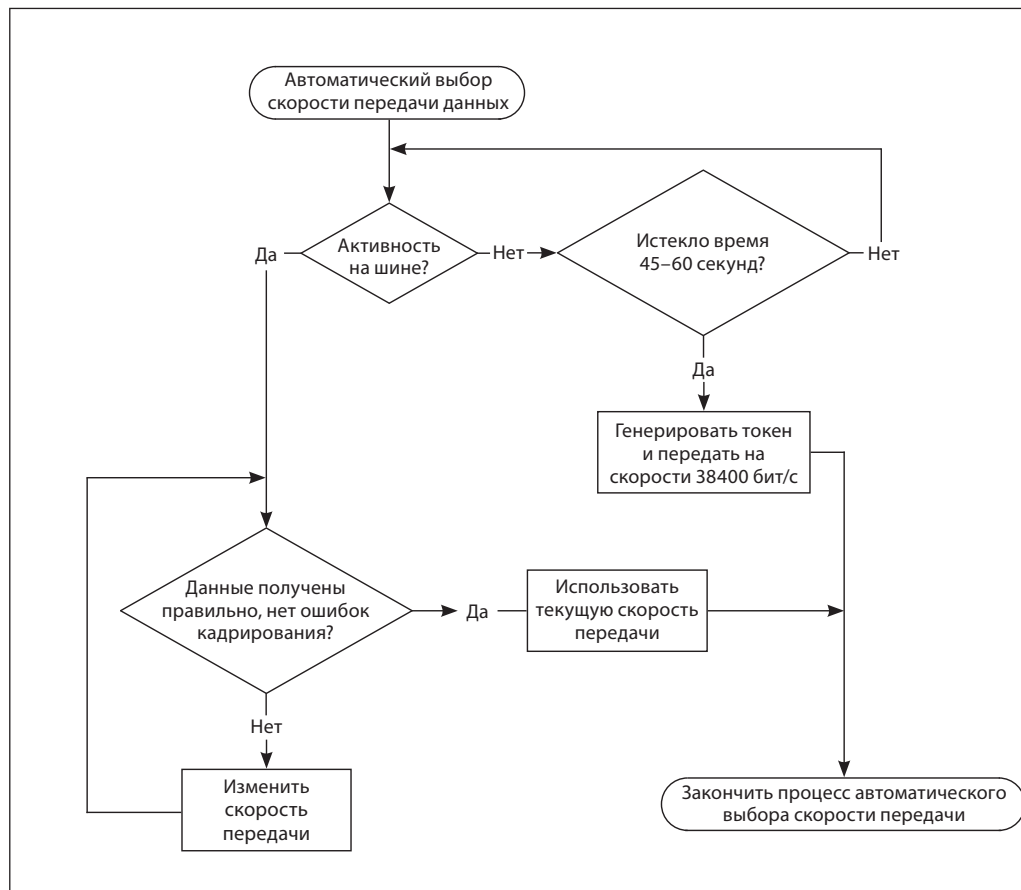 Автоматический выбор
скорости передачи данных
Активность
на шине?
Да
Нет
Истекло время
45–60 секунд?
Нет
Да
Генерировать токен
и передать на
скорости 38400 бит/с
Данные получены
правильно, нет ошибок
кадрирования?
Да
Использовать
текущую скорость
передачи
Нет
Изменить
скорость
передачи
Закончить процесс автоматического
выбора скорости передачи